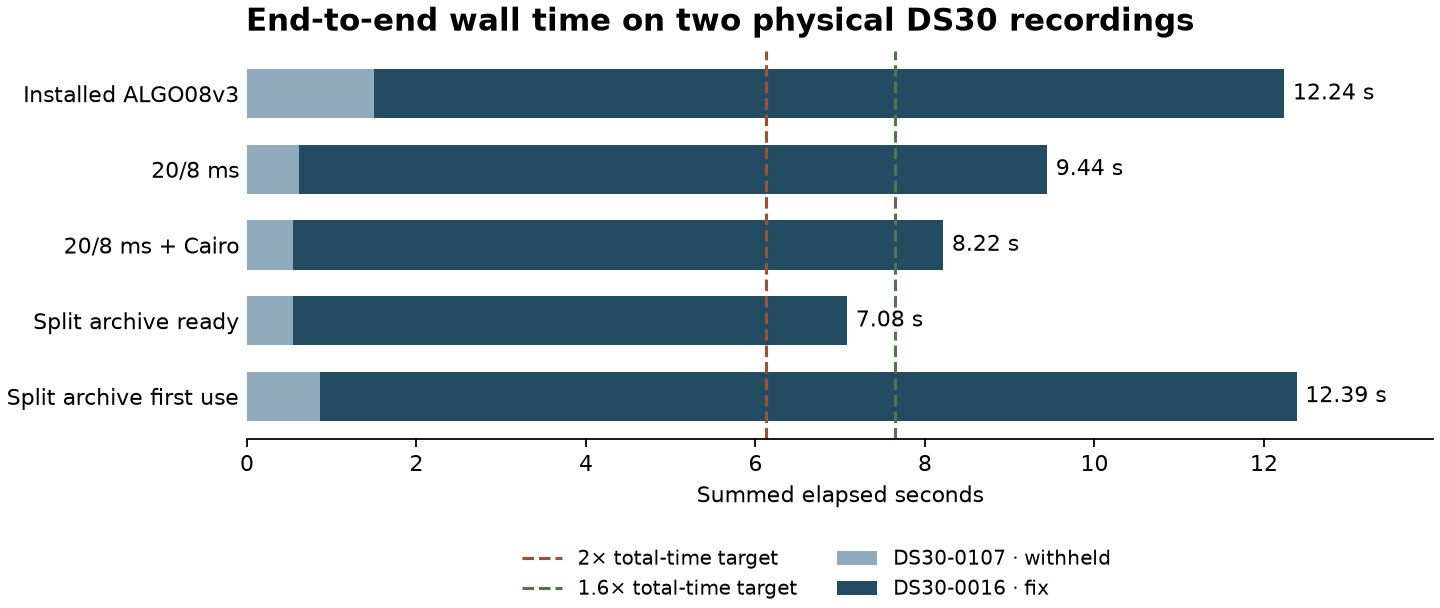 End-to-end wall time on two physical DS30 recordings
Installed ALGO08v3
12.24 s
20/8 ms
9.44 s
20/8 ms + Cairo
8.22 s
Split archive ready
7.08 s
Split archive first use
12.39 s
0 2 4 6 8 10 12
Summed elapsed seconds
2× total-time target
1.6× total-time target
DS30-0107 · withheld
DS30-0016 · fix